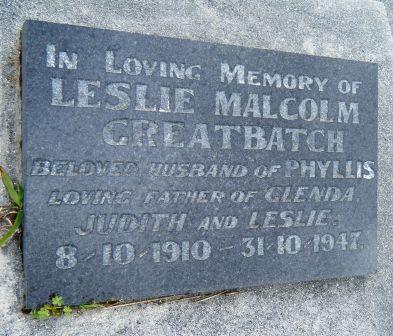 In Loving Memory of
LESLIE MALCOLM
GREATBATCH
BELOVED HUSBAND OF PHYLLIS
LOVING FATHER OF GLENDA,
JUDITH AND LESLIE.
8-10-1910 - 31-10-1947.